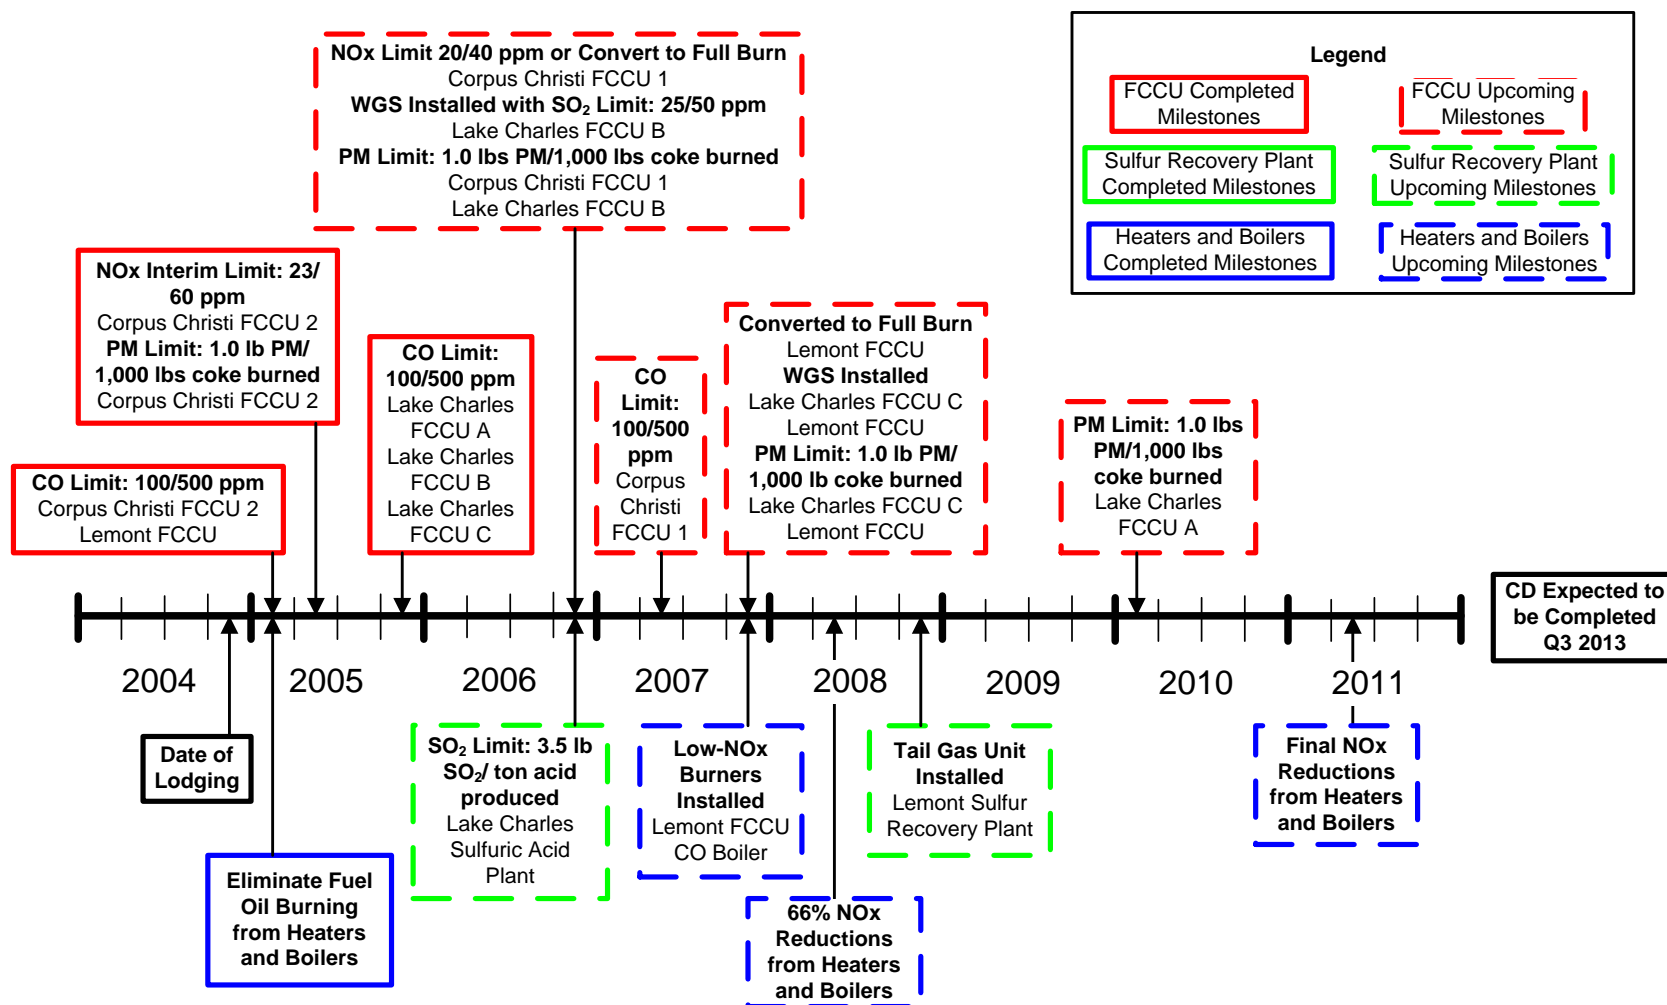 NOx Limit 20/40 ppm or Convert to Full Burn
Corpus Christi FCCU 1
WGS Installed with SO₂ Limit: 25/50 ppm
Lake Charles FCCU B
PM Limit: 1.0 lbs PM/1,000 lbs coke burned
Corpus Christi FCCU 1
Lake Charles FCCU B
Legend
FCCU Completed
Milestones
FCCU Upcoming
Milestones
Sulfur Recovery Plant
Completed Milestones
Sulfur Recovery Plant
Upcoming Milestones
Heaters and Boilers
Completed Milestones
Heaters and Boilers
Upcoming Milestones
NOx Interim Limit: 23/
60 ppm
Corpus Christi FCCU 2
PM Limit: 1.0 lb PM/
1,000 lbs coke burned
Corpus Christi FCCU 2
CO Limit: 100/500 ppm
Corpus Christi FCCU 2
Lemont FCCU
CO Limit:
100/500 ppm
Lake Charles
FCCU A
Lake Charles
FCCU B
Lake Charles
FCCU C
CO
Limit:
100/500
ppm
Corpus
Christi
FCCU 1
Converted to Full Burn
Lemont FCCU
WGS Installed
Lake Charles FCCU C
Lemont FCCU
PM Limit: 1.0 lb PM/
1,000 lb coke burned
Lake Charles FCCU C
Lemont FCCU
PM Limit: 1.0 lbs
PM/1,000 lbs
coke burned
Lake Charles
FCCU A
CD Expected to
be Completed
Q3 2013
2004
2005
2006
2007
2008
2009
2010
2011
Date of
Lodging
Eliminate Fuel
Oil Burning
from Heaters
and Boilers
SO₂ Limit: 3.5 lb
SO₂/ ton acid
produced
Lake Charles
Sulfuric Acid
Plant
Low-NOx
Burners
Installed
Lemont FCCU
CO Boiler
66% NOx
Reductions
from Heaters
and Boilers
Tail Gas Unit
Installed
Lemont Sulfur
Recovery Plant
Final NOx
Reductions
from Heaters
and Boilers